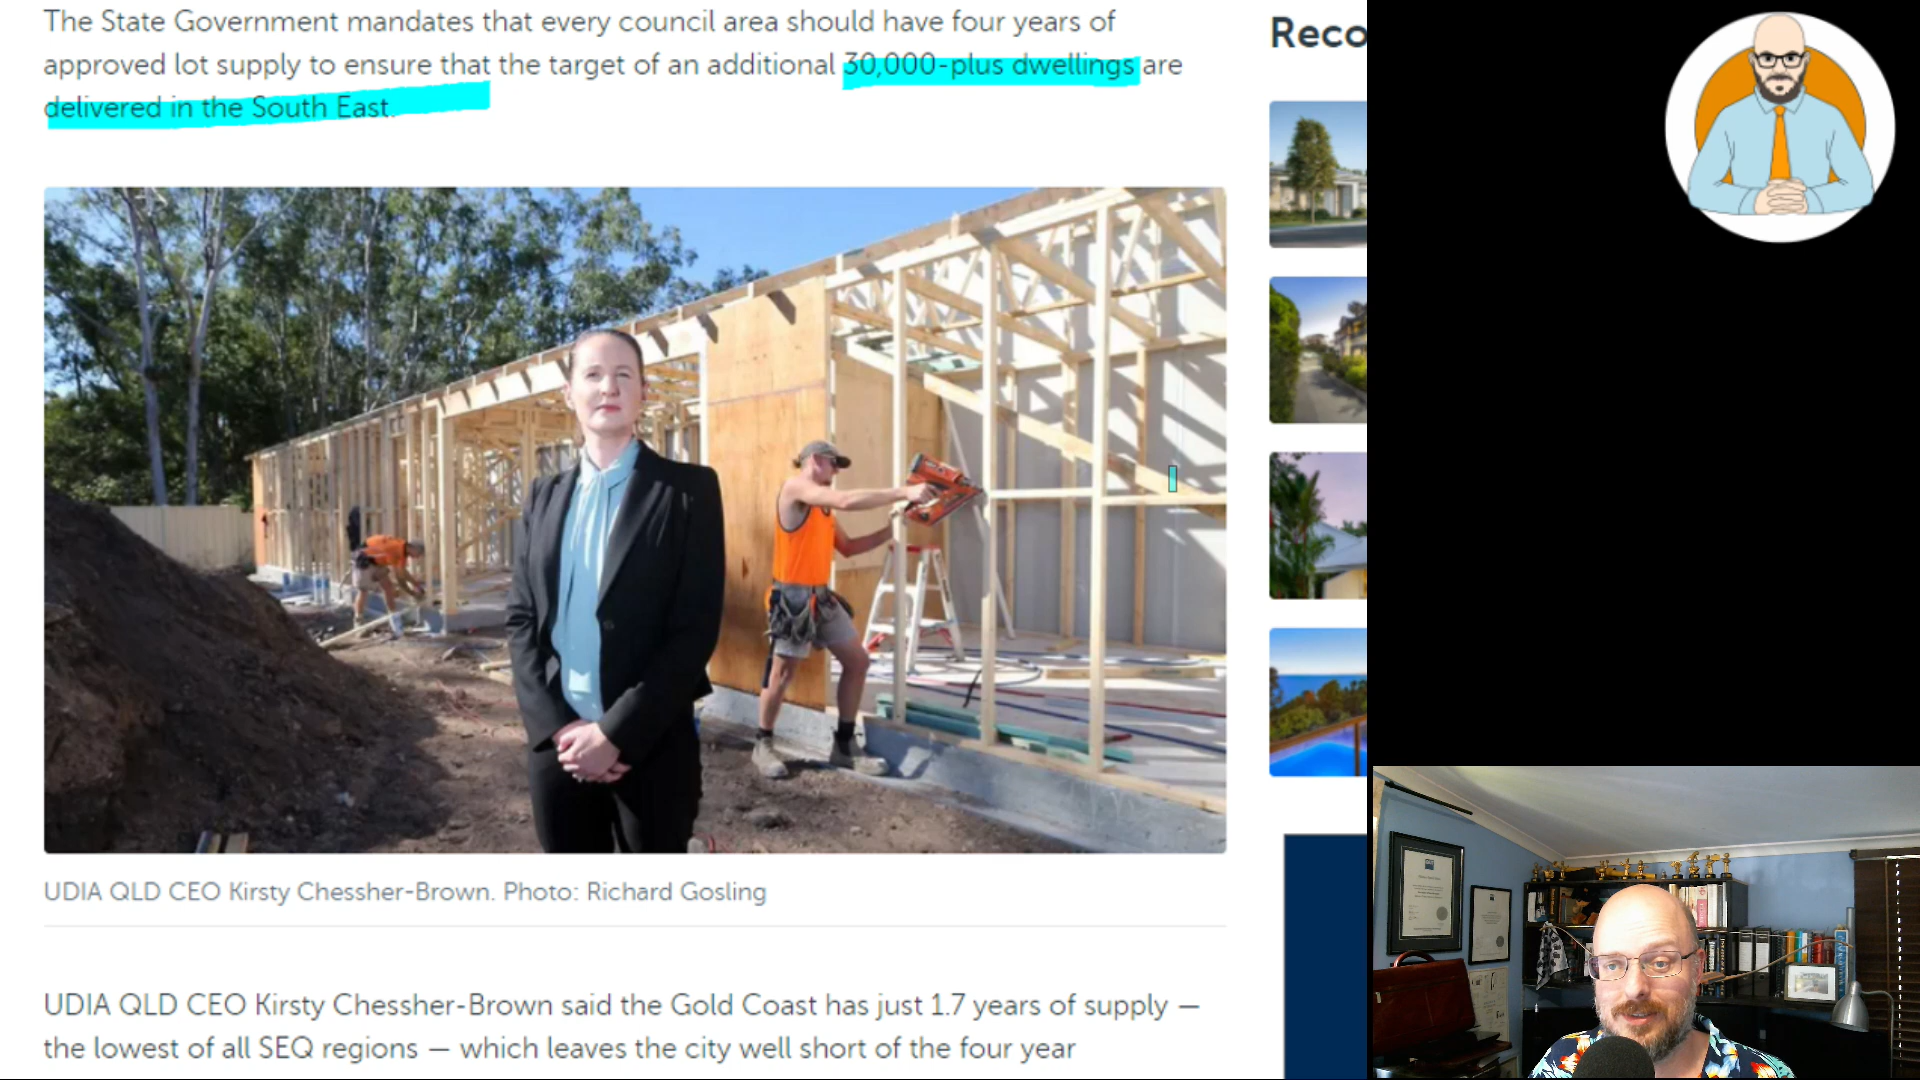 The State Government mandates that every council area should have four years of
approved lot supply to ensure that the target of an additional 30,000-plus dwellings are
delivered in the South East.
Reco
UDIA QLD CEO Kirsty Chessher-Brown. Photo: Richard Gosling
UDIA QLD CEO Kirsty Chessher-Brown said the Gold Coast has just 1.7 years of supply —
the lowest of all SEQ regions — which leaves the city well short of the four year